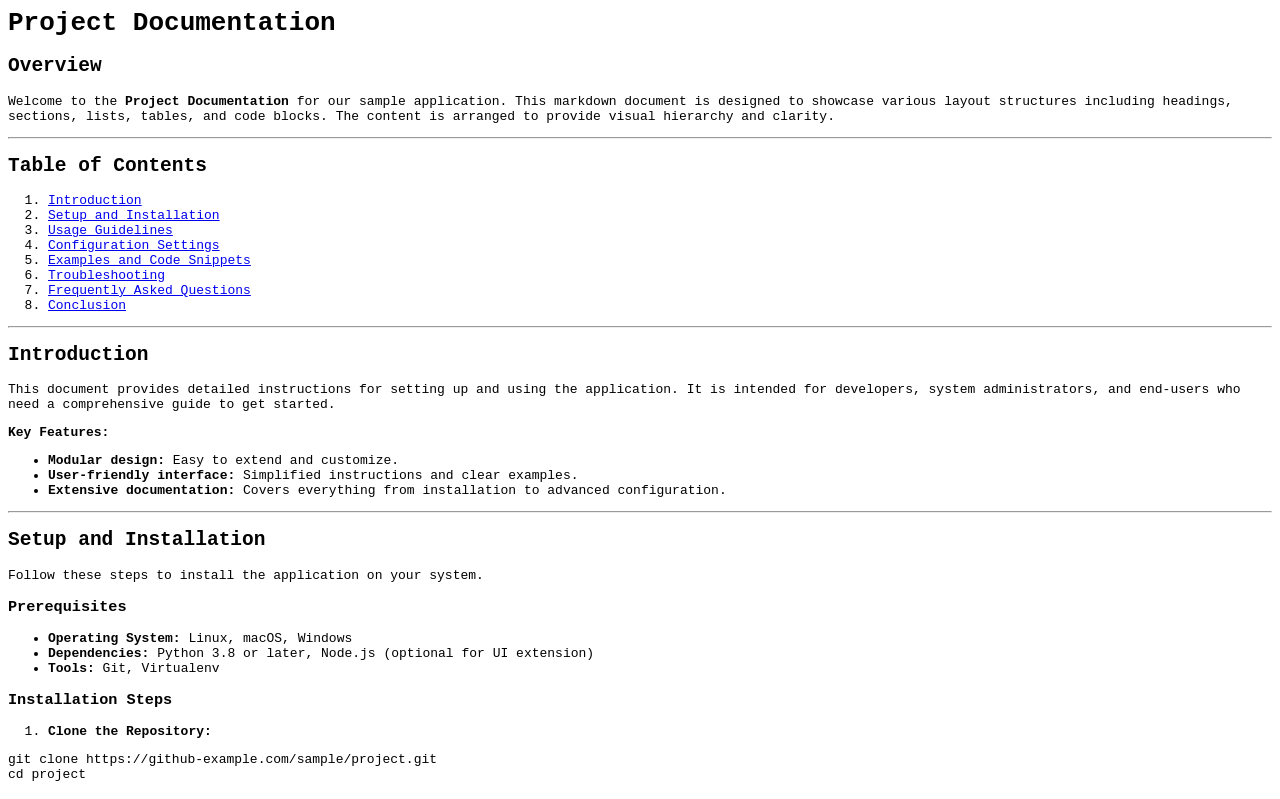 Project Documentation
Overview
Welcome to the Project Documentation for our sample application. This markdown document is designed to showcase various layout structures including headings,
sections, lists, tables, and code blocks. The content is arranged to provide visual hierarchy and clarity.
Table of Contents
1. Introduction
2. Setup and Installation
3. Usage Guidelines
4. Configuration Settings
5. Examples and Code Snippets
6. Troubleshooting
7. Frequently Asked Questions
8. Conclusion
Introduction
This document provides detailed instructions for setting up and using the application. It is intended for developers, system administrators, and end-users who
need a comprehensive guide to get started.
Key Features:
• Modular design: Easy to extend and customize.
• User-friendly interface: Simplified instructions and clear examples.
• Extensive documentation: Covers everything from installation to advanced configuration.
Setup and Installation
Follow these steps to install the application on your system.
Prerequisites
• Operating System: Linux, macOS, Windows
• Dependencies: Python 3.8 or later, Node.js (optional for UI extension)
• Tools: Git, Virtualenv
Installation Steps
1. Clone the Repository:
git clone https://github-example.com/sample/project.git
cd project